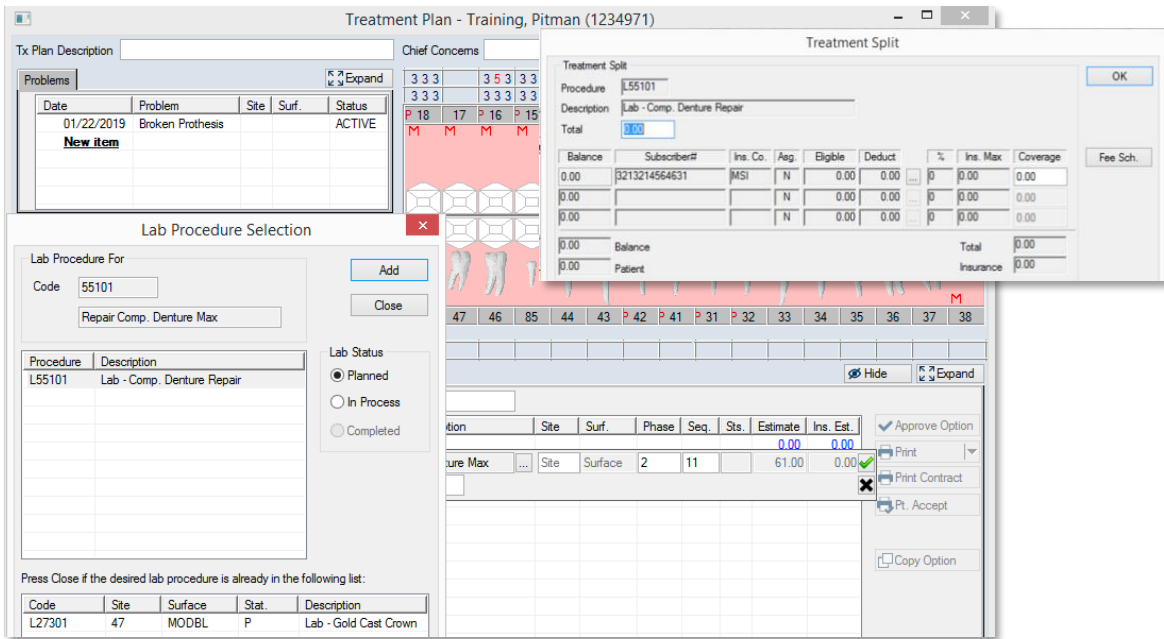 Treatment Plan - Training, Pitman (1234971)
Tx Plan Description
Chief Concerns
Problems
Expand
Date Problem Site Surf. Status
01/22/2019 Broken Prothesis ACTIVE
New item
3 3 3 3 5 3 3 3
3 3 3 3 3 3 3 3
P 18 17 P 16 P 15
M M M M
Treatment Split
Treatment Split
Procedure L55101
Description Lab - Comp. Denture Repair
Total 0.00
OK
Fee Sch.
Balance Subscriber# Ins. Co. Asg. Eligible Deduct % Ins. Max Coverage
0.00 3213214564631 MSI N 0.00 0.00 ... 0 0.00 0.00
0.00 N 0.00 0.00 ... 0 0.00 0.00
0.00 N 0.00 0.00 ... 0 0.00 0.00
0.00 Balance Total 0.00
0.00 Patient Insurance 0.00
Lab Procedure Selection
Lab Procedure For
Code 55101
Repair Comp. Denture Max
Add
Close
Procedure Description
L55101 Lab - Comp. Denture Repair
Lab Status
Planned
In Process
Completed
Press Close if the desired lab procedure is already in the following list:
Code Site Surface Stat. Description
L27301 47 MODBL P Lab - Gold Cast Crown
M
47 46 85 44 43 P 42 P 41 P 31 P 32 33 34 35 36 37 38
Hide
Expand
tion Site Surf. Phase Seq. Sts. Estimate Ins. Est.
0.00 0.00
ture Max ... Site Surface 2 11 61.00 0.00
Approve Option
Print
Print Contract
Pt. Accept
Copy Option